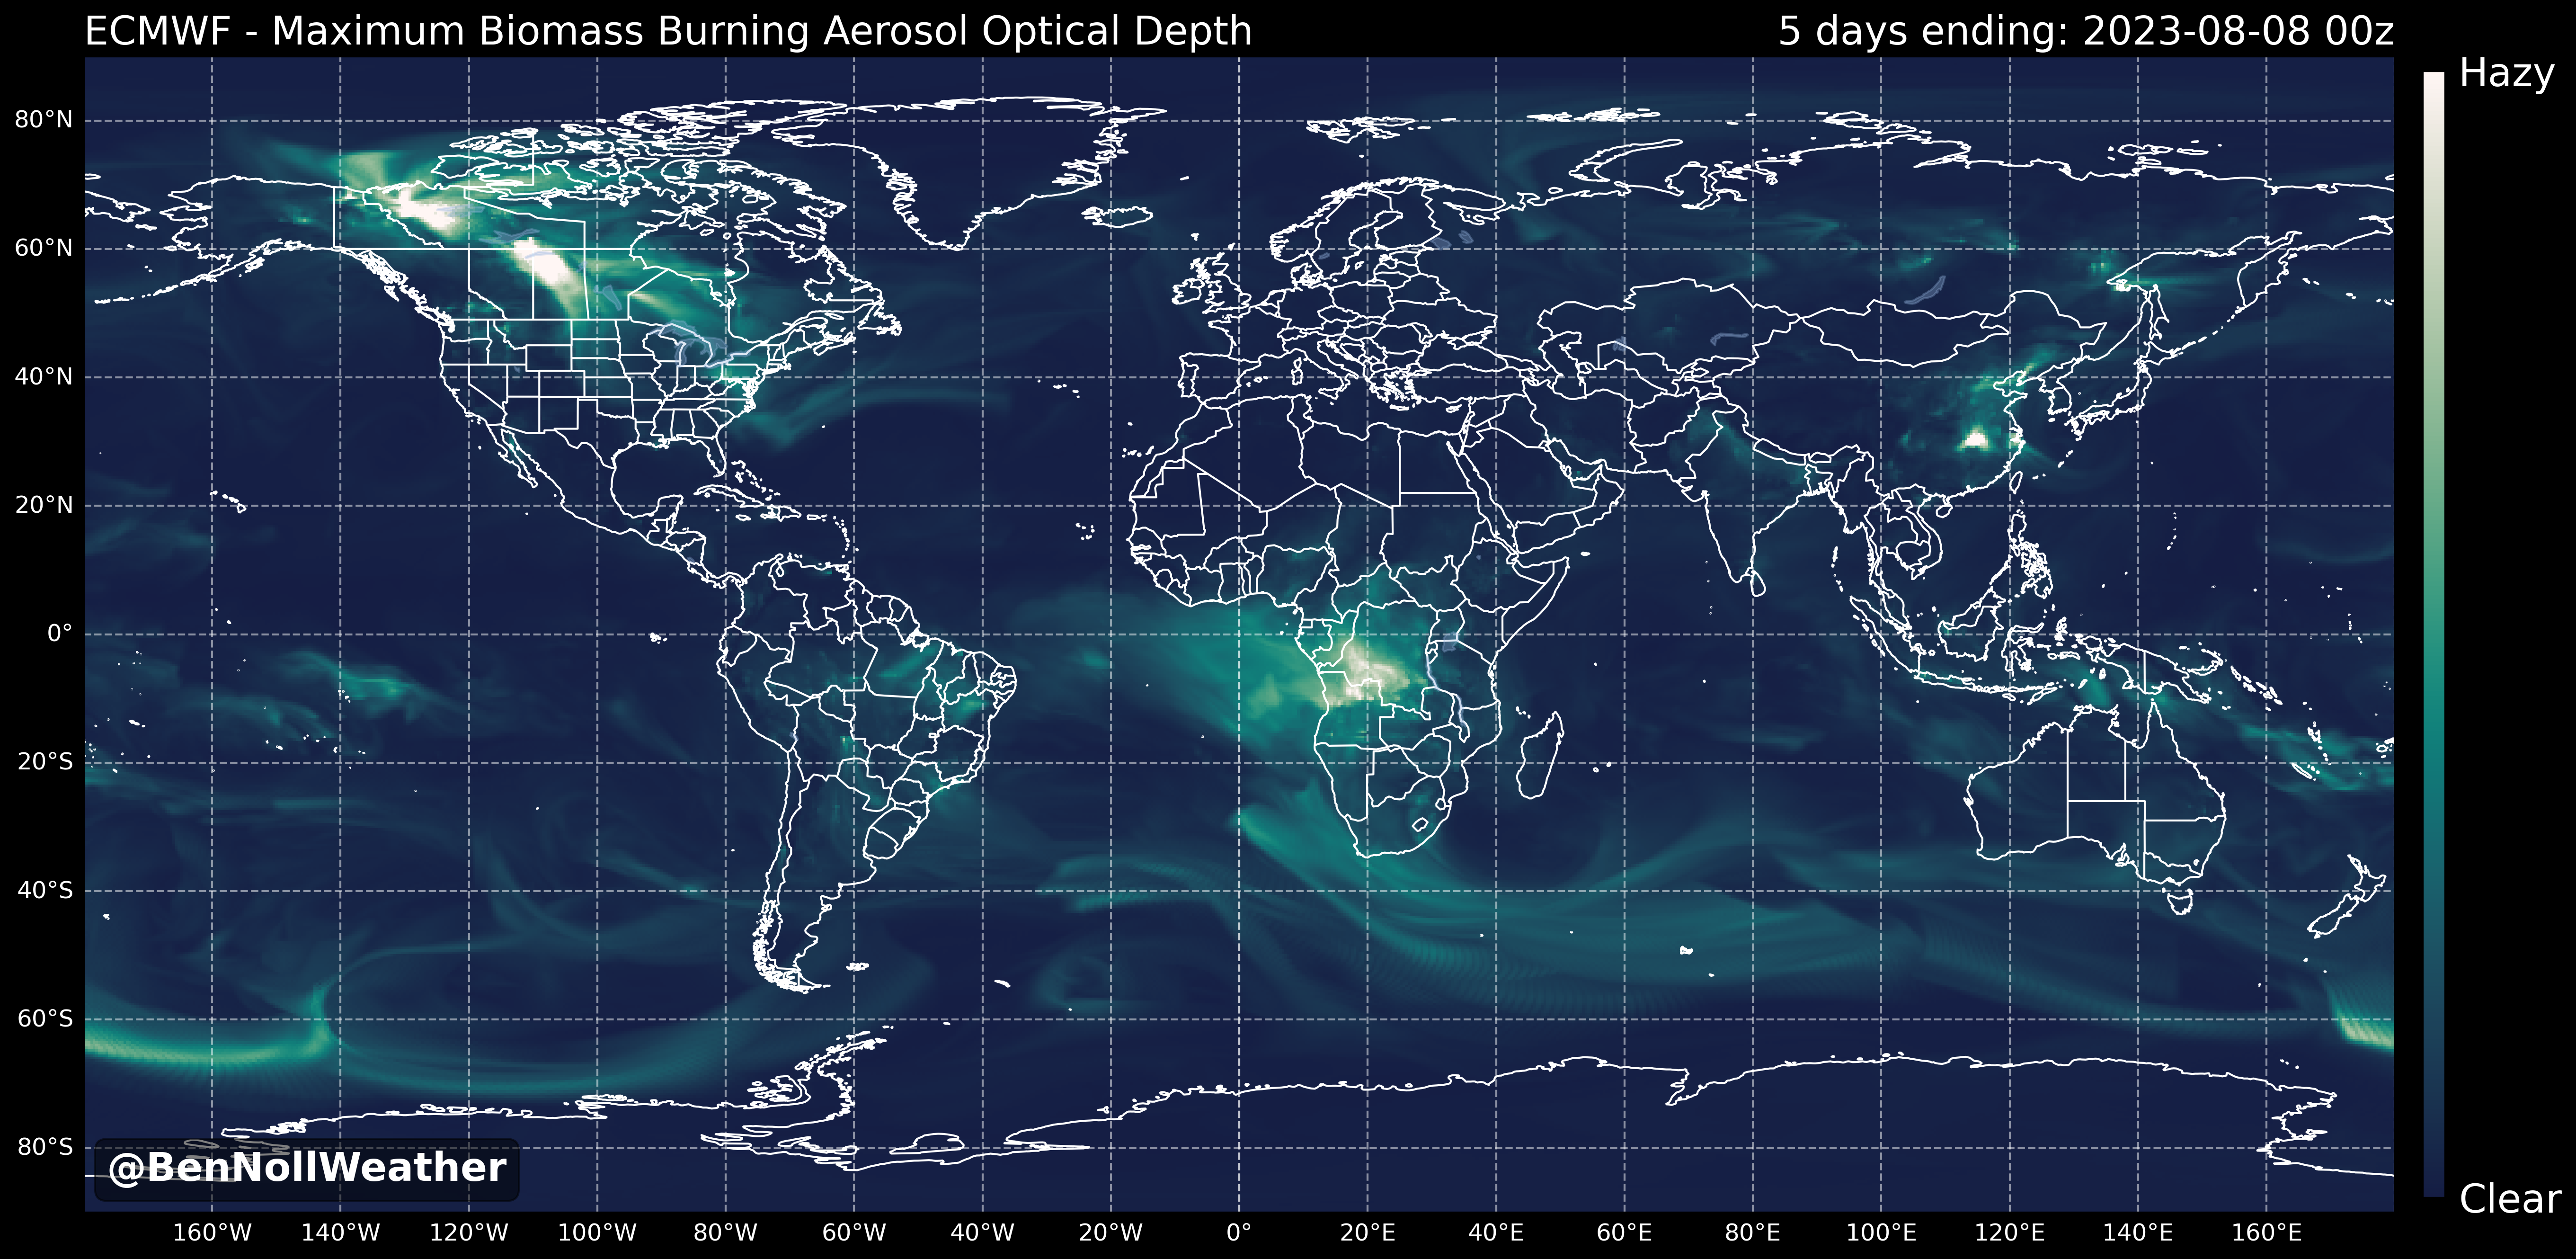 ECMWF - Maximum Biomass Burning Aerosol Optical Depth
5 days ending: 2023-08-08 00z
Hazy
80°N
60°N
40°N
20°N
0°
20°S
40°S
60°S
80°S
@BenNollWeather
Clear
160°W 140°W 120°W 100°W 80°W 60°W 40°W 20°W 0° 20°E 40°E 60°E 80°E 100°E 120°E 140°E 160°E